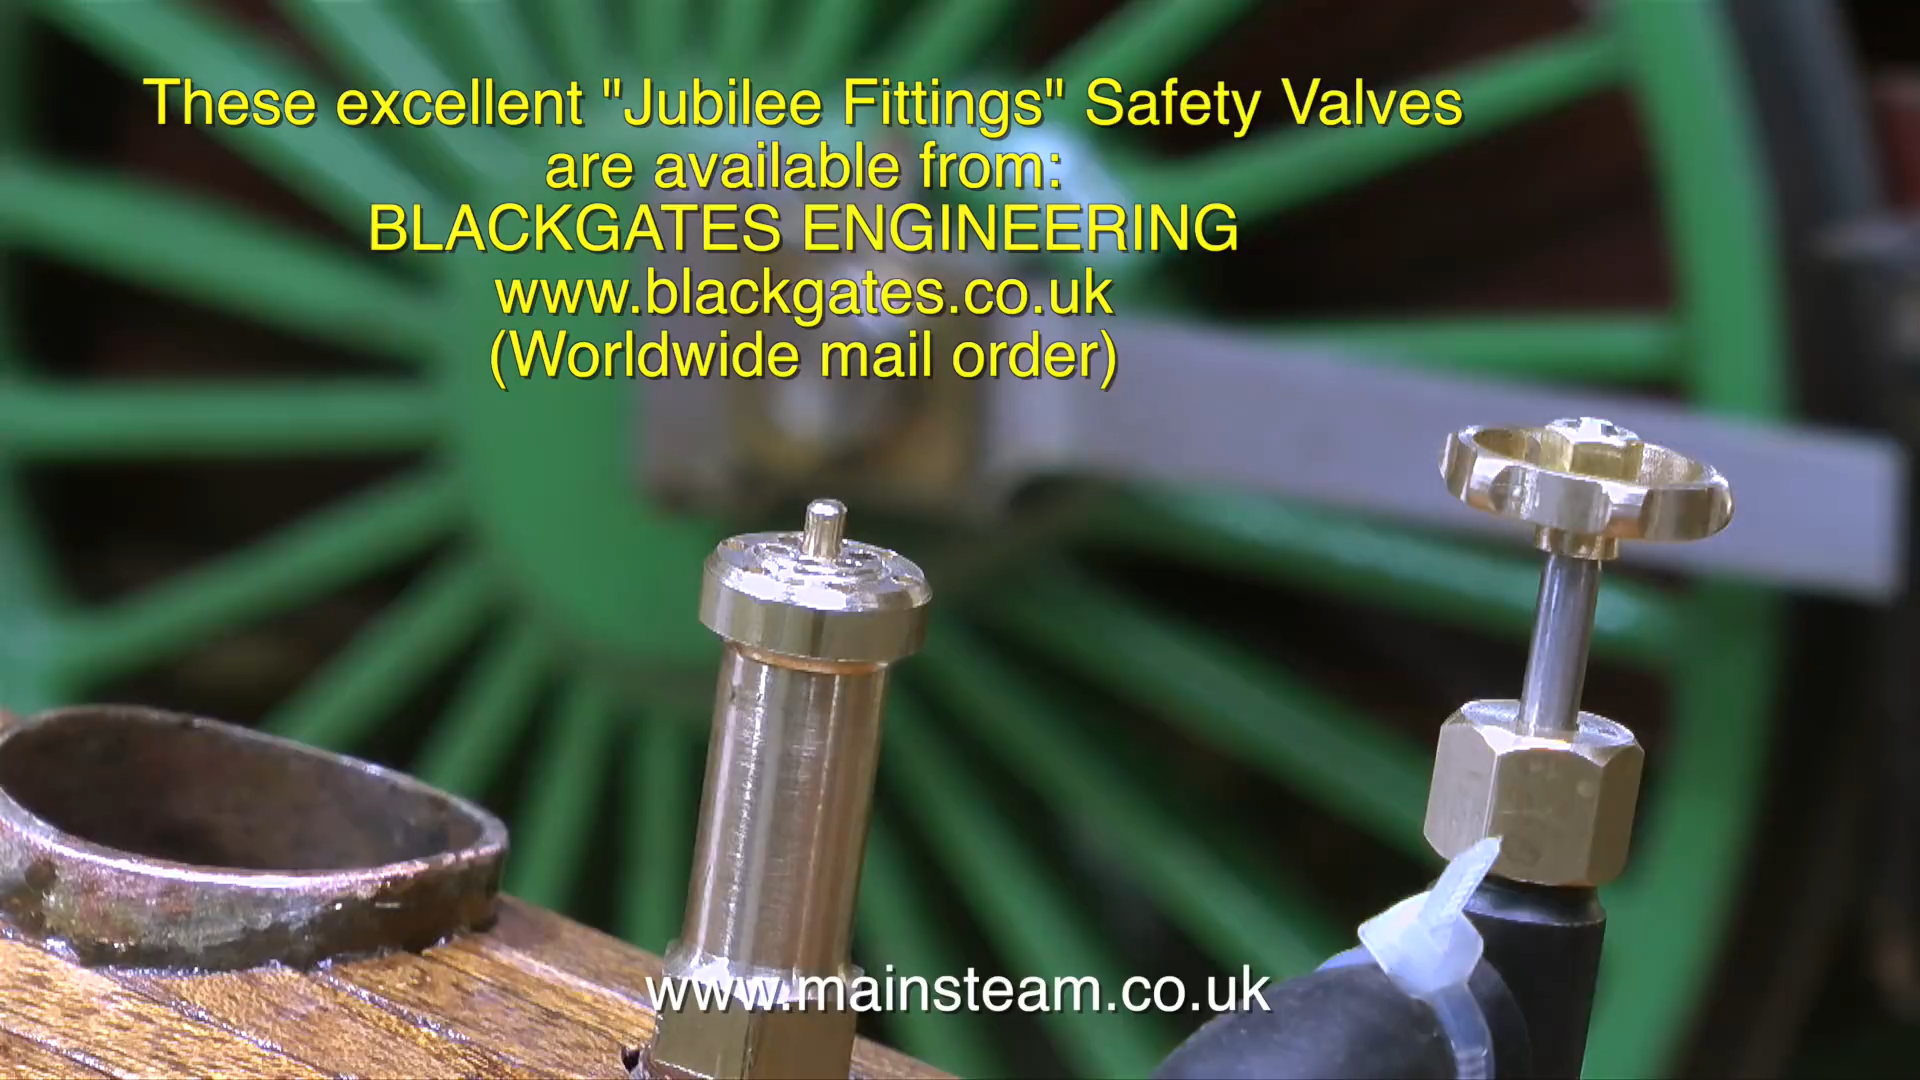 These excellent "Jubilee Fittings" Safety Valves
are available from:
BLACKGATES ENGINEERING
www.blackgates.co.uk
(Worldwide mail order)
www.mainsteam.co.uk